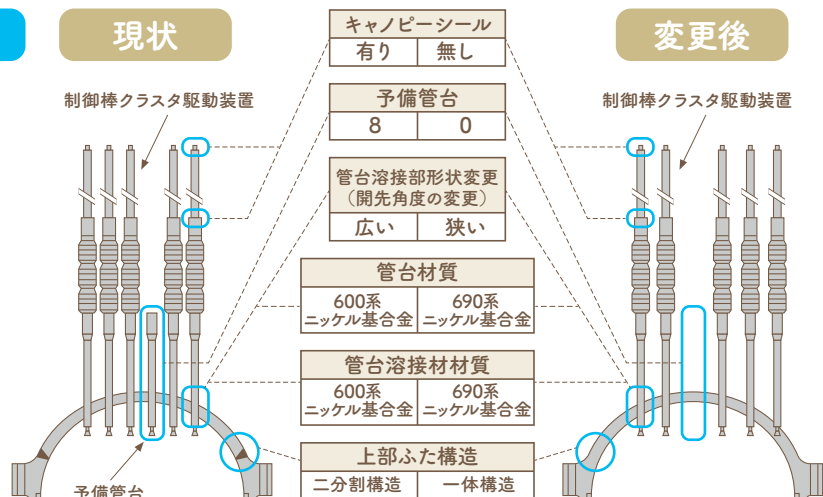 現状
変更後
制御棒クラスタ駆動装置
制御棒クラスタ駆動装置
キャノピーシール
有り 無し
予備管台
8 0
管台溶接部形状変更
（開先角度の変更）
広い 狭い
管台材質
600系
ニッケル基合金
690系
ニッケル基合金
管台溶接材材質
600系
ニッケル基合金
690系
ニッケル基合金
上部ふた構造
二分割構造 一体構造
予備管台